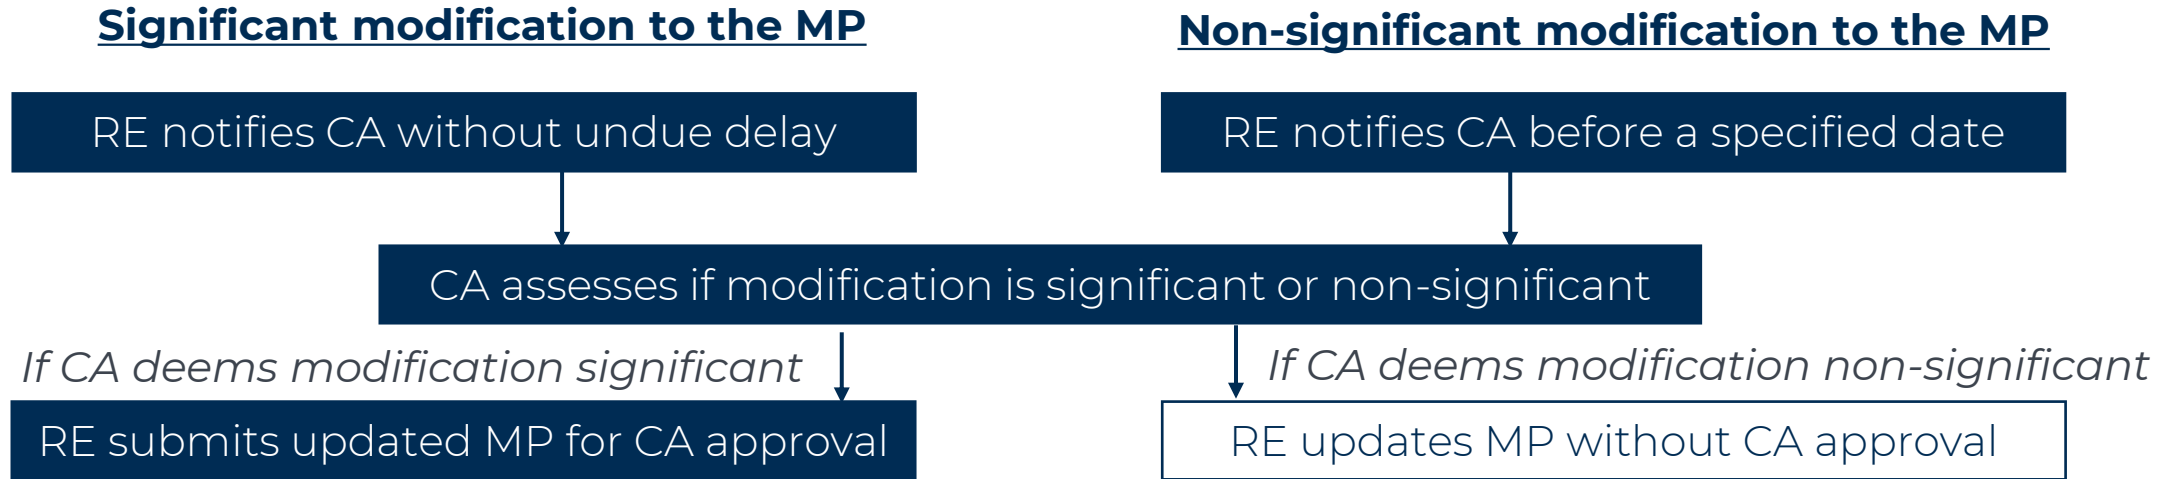 Significant modification to the MP
Non-significant modification to the MP
RE notifies CA without undue delay
RE notifies CA before a specified date
CA assesses if modification is significant or non-significant
If CA deems modification significant
If CA deems modification non-significant
RE submits updated MP for CA approval
RE updates MP without CA approval